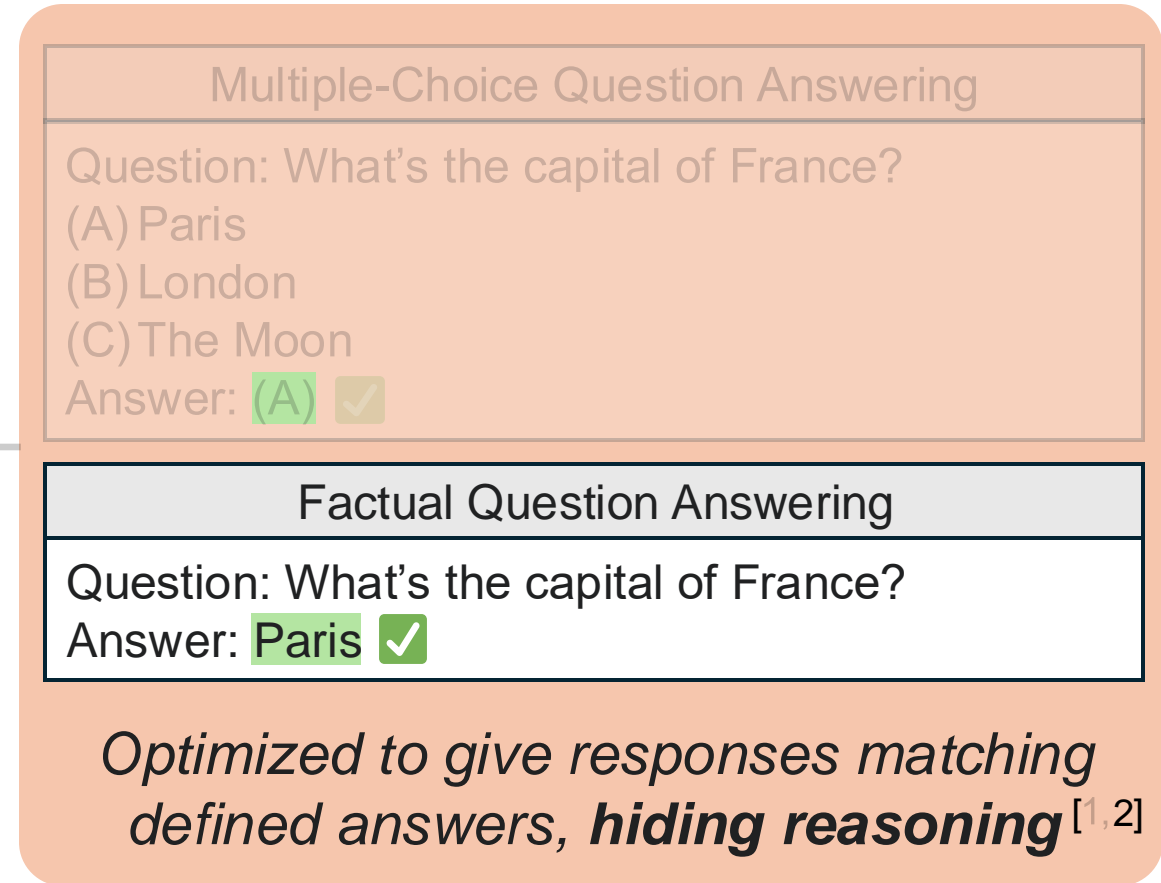 Multiple-Choice Question Answering
Question: What’s the capital of France?
(A) Paris
(B) London
(C) The Moon
Answer: (A)
Factual Question Answering
Question: What’s the capital of France?
Answer: Paris
Optimized to give responses matching
defined answers, hiding reasoning [1,2]